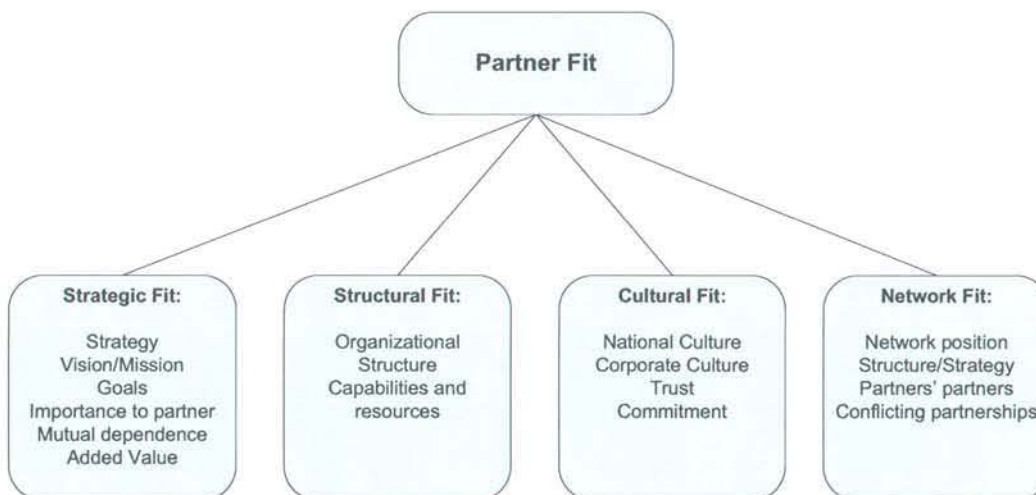 Partner Fit
Strategic Fit:
Strategy
Vision/Mission
Goals
Importance to partner
Mutual dependence
Added Value
Structural Fit:
Organizational
Structure
Capabilities and
resources
Cultural Fit:
National Culture
Corporate Culture
Trust
Commitment
Network Fit:
Network position
Structure/Strategy
Partners' partners
Conflicting partnerships